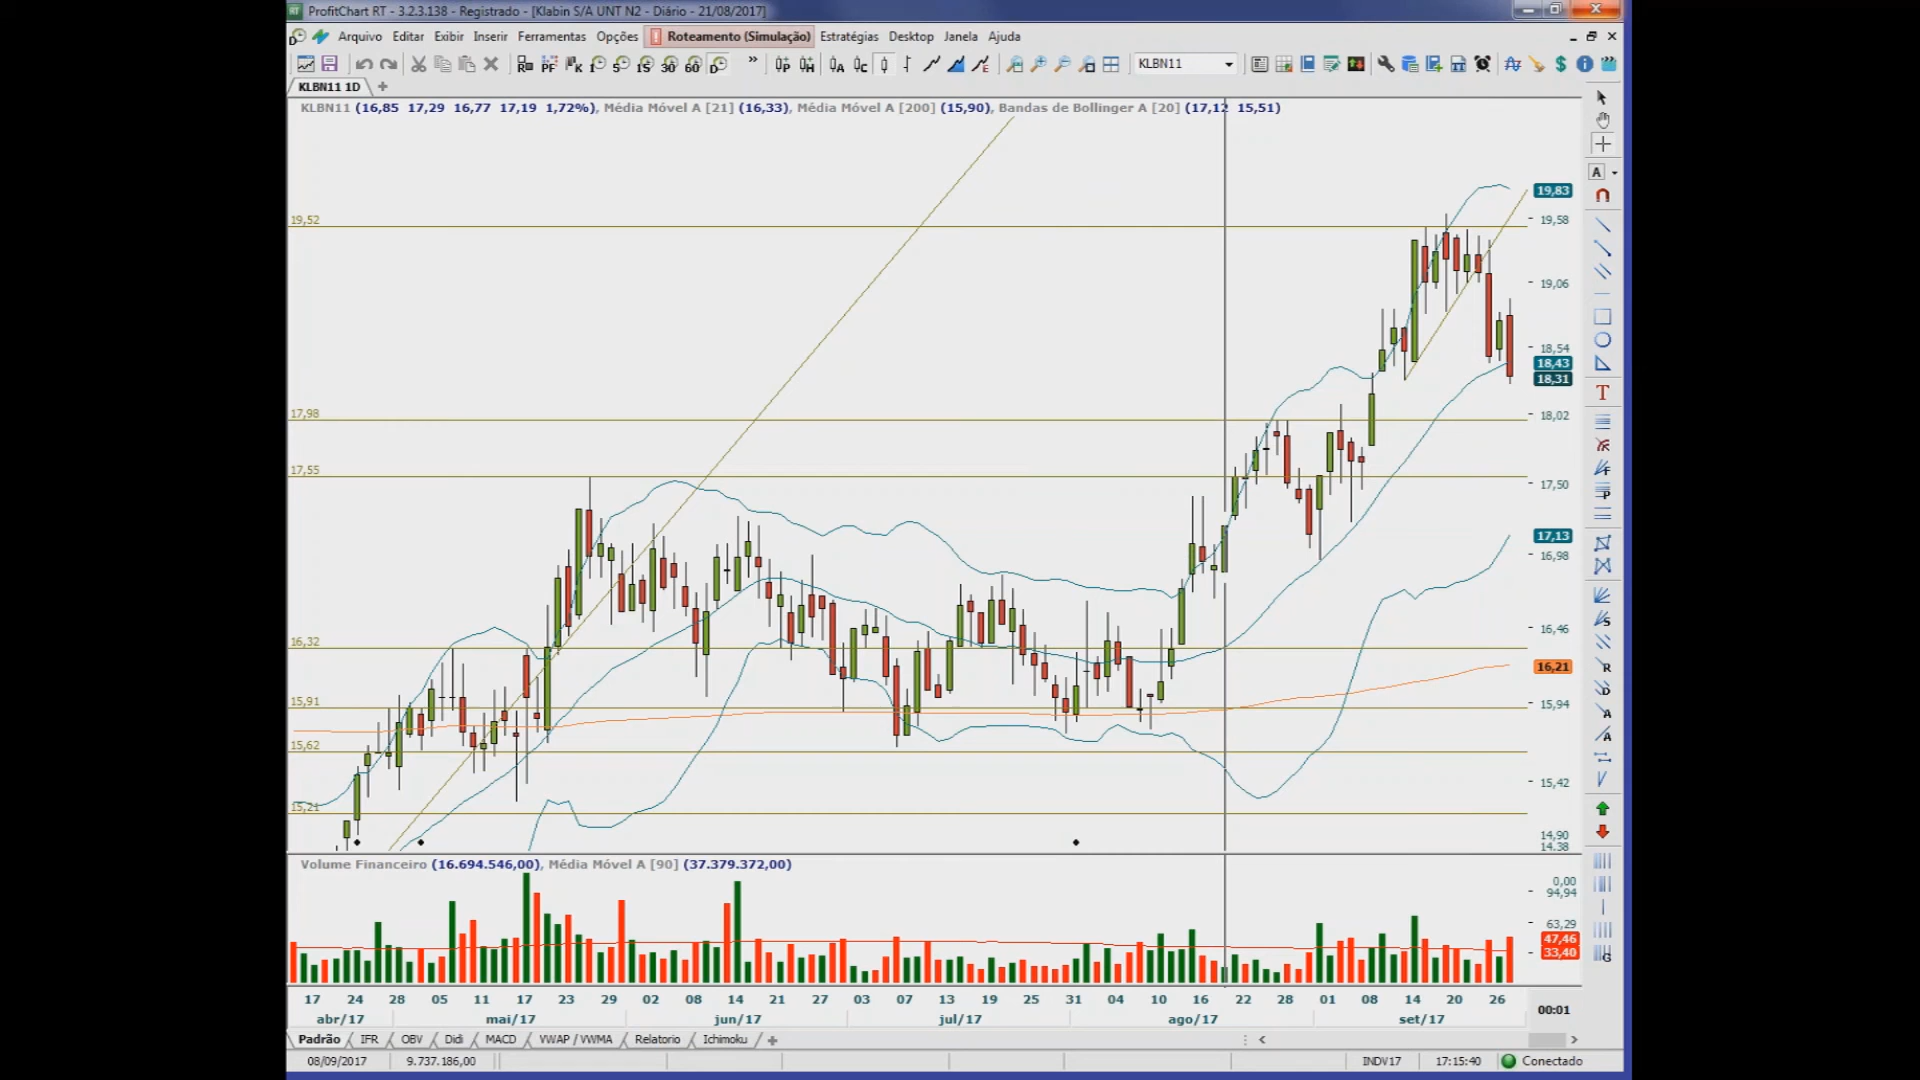 ProfitChart RT - 3.2.3.138 - Registrado - [Klabin S/A UNT N2 - Diário - 21/08/2017]
Arquivo Editar Exibir Inserir Ferramentas Opções Roteamento (Simulação) Estratégias Desktop Janela Ajuda
KLBN11
KLBN11 1D
KLBN11 (16,85 17,29 16,77 17,19 1,72%), Média Móvel A [21] (16,33), Média Móvel A [200] (15,90), Bandas de Bollinger A [20] (17,12 15,51)
19,83
19,52
19,58
19,06
18,54
18,43
18,31
17,98
18,02
17,55
17,50
17,13
16,98
16,32
16,46
16,21
15,91
15,94
15,62
15,42
15,21
14,90
14.38
Volume Financeiro (16.694.546,00), Média Móvel A [90] (37.379.372,00)
0,00
94,94
63,29
47,46
33,40
17 24 28 05 11 17 23 29 02 08 14 21 27 03 07 13 19 25 31 04 10 16 22 28 01 08 14 20 26
00:01
abr/17 mai/17 jun/17 jul/17 ago/17 set/17
Padrão IFR OBV Didi MACD VWAP / VWMA Relatorio Ichimoku
08/09/2017 9.737.186,00 INDV17 17:15:40 Conectado